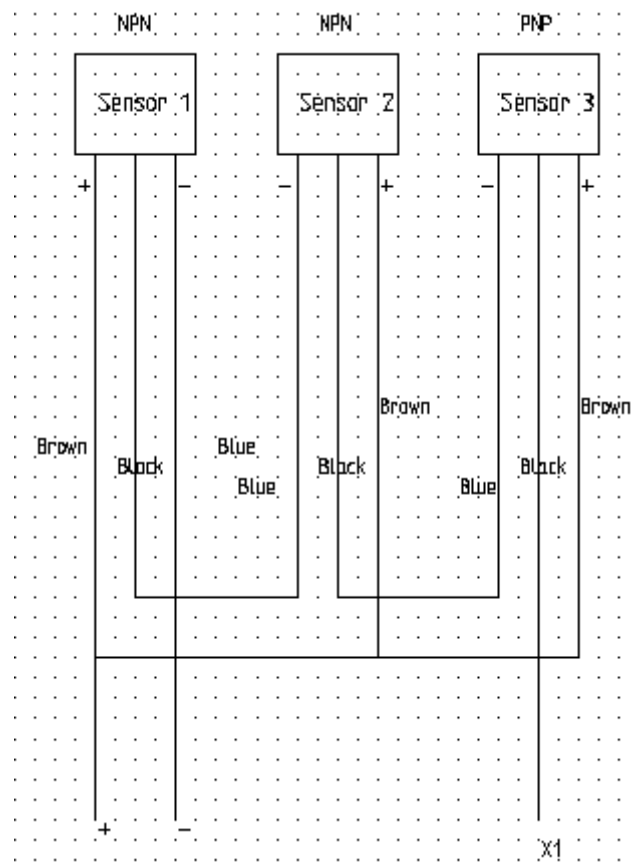 NPN NPN PNP
Sensor 1 Sensor 2 Sensor 3
+ − − + − +
Brown Brown
Brown Black Blue Black Black
Blue Blue
+ −
X1